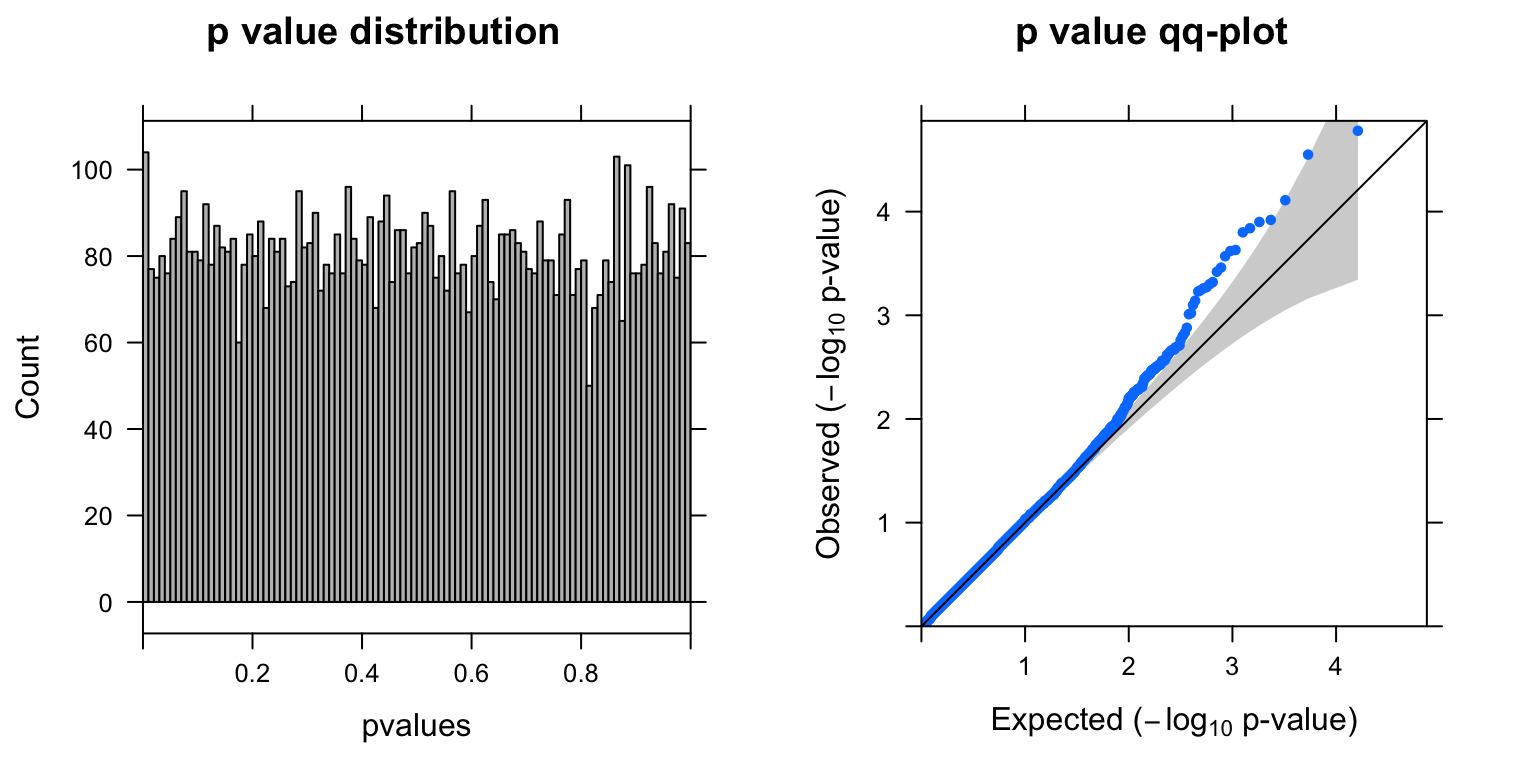 p value distribution
100
80
60
40
20
0
Count
0.2 0.4 0.6 0.8
pvalues
p value qq-plot
4
3
2
1
Observed (− log10 p-value)
1 2 3 4
Expected (− log10 p-value)